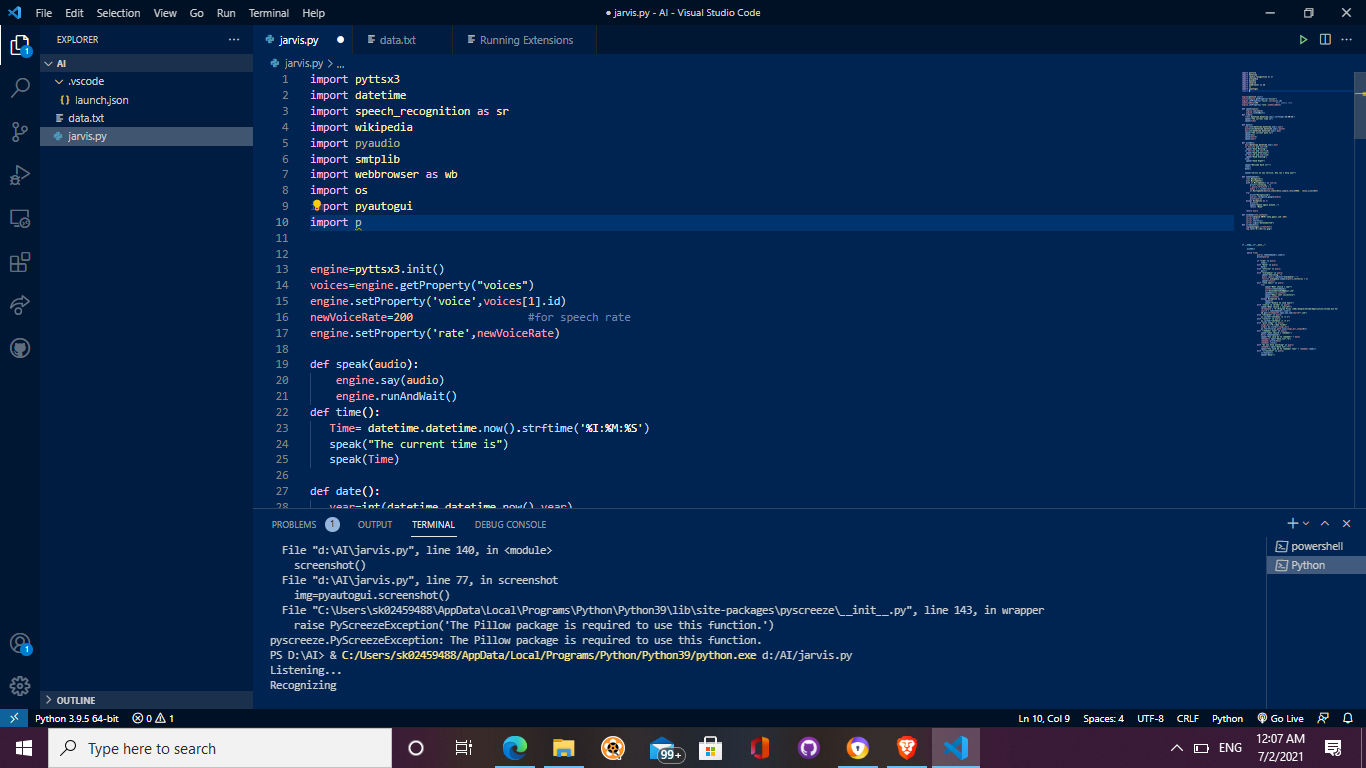 File Edit Selection View Go Run Terminal Help
● jarvis.py - AI - Visual Studio Code
EXPLORER ...
AI
.vscode
{} launch.json
data.txt
jarvis.py
OUTLINE
jarvis.py ● data.txt Running Extensions
jarvis.py > ...
1 import pyttsx3
2 import datetime
3 import speech_recognition as sr
4 import wikipedia
5 import pyaudio
6 import smtplib
7 import webbrowser as wb
8 import os
9 port pyautogui
10 import p
11
12
13 engine=pyttsx3.init()
14 voices=engine.getProperty("voices")
15 engine.setProperty('voice',voices[1].id)
16 newVoiceRate=200 #for speech rate
17 engine.setProperty('rate',newVoiceRate)
18
19 def speak(audio):
20 engine.say(audio)
21 engine.runAndWait()
22 def time():
23 Time= datetime.datetime.now().strftime('%I:%M:%S')
24 speak("The current time is")
25 speak(Time)
26
27 def date():
28 year=int(datetime.datetime.now().year)
PROBLEMS 1 OUTPUT TERMINAL DEBUG CONSOLE
File "d:\AI\jarvis.py", line 140, in <module>
screenshot()
File "d:\AI\jarvis.py", line 77, in screenshot
img=pyautogui.screenshot()
File "C:\Users\sk02459488\AppData\Local\Programs\Python\Python39\lib\site-packages\pyscreeze\__init__.py", line 143, in wrapper
raise PyScreezeException('The Pillow package is required to use this function.')
pyscreeze.PyScreezeException: The Pillow package is required to use this function.
PS D:\AI> & C:/Users/sk02459488/AppData/Local/Programs/Python/Python39/python.exe d:/AI/jarvis.py
Listening...
Recognizing
powershell
Python
1
1
Python 3.9.5 64-bit 0 1
Ln 10, Col 9 Spaces: 4 UTF-8 CRLF Python Go Live
Type here to search
99+
ENG
12:07 AM
7/2/2021